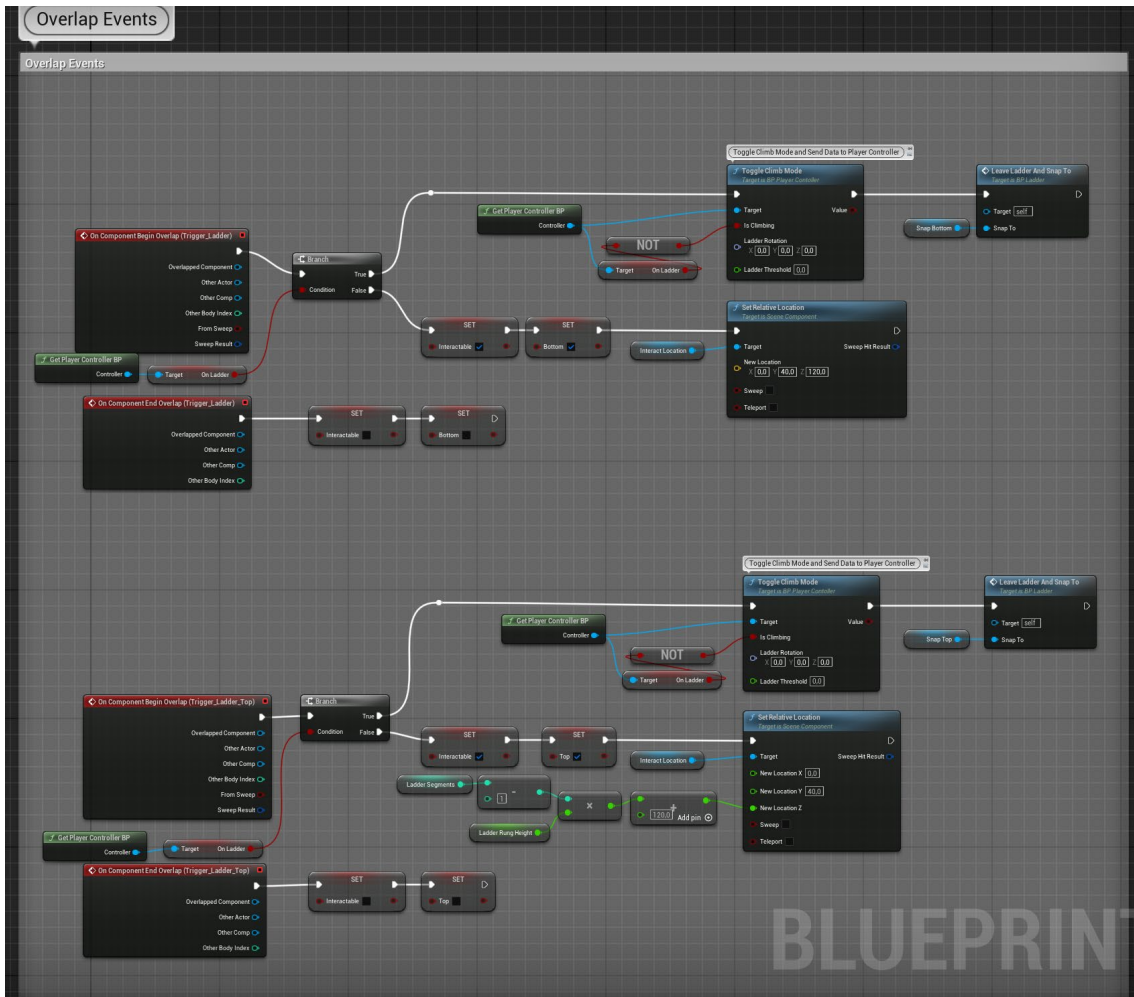 Overlap Events
Overlap Events
Toggle Climb Mode and Send Data to Player Controller
Toggle Climb Mode
Target is BP Player Contoller
Target
Value
Is Climbing
Ladder Rotation
X 0,0 Y 0,0 Z 0,0
Ladder Threshold 0,0
Leave Ladder And Snap To
Target is BP Ladder
Target self
Snap To
Snap Bottom
Get Player Controller BP
Controller
NOT
Target On Ladder
On Component Begin Overlap (Trigger_Ladder)
Overlapped Component
Other Actor
Other Comp
Other Body Index
From Sweep
Sweep Result
Branch
True
Condition False
Get Player Controller BP
Controller
Target On Ladder
SET
Interactable
SET
Bottom
Interact Location
Set Relative Location
Target is Scene Component
Target Sweep Hit Result
New Location
X 0,0 Y 40,0 Z 120,0
Sweep
Teleport
On Component End Overlap (Trigger_Ladder)
Overlapped Component
Other Actor
Other Comp
Other Body Index
SET
Interactable
SET
Bottom
Toggle Climb Mode and Send Data to Player Controller
Toggle Climb Mode
Target is BP Player Contoller
Target
Value
Is Climbing
Ladder Rotation
X 0,0 Y 0,0 Z 0,0
Ladder Threshold 0,0
Leave Ladder And Snap To
Target is BP Ladder
Target self
Snap To
Snap Top
Get Player Controller BP
Controller
NOT
Target On Ladder
On Component Begin Overlap (Trigger_Ladder_Top)
Overlapped Component
Other Actor
Other Comp
Other Body Index
From Sweep
Sweep Result
Branch
True
Condition False
Get Player Controller BP
Controller
Target On Ladder
SET
Interactable
SET
Top
Interact Location
Set Relative Location
Target is Scene Component
Target Sweep Hit Result
New Location X 0,0
New Location Y 40,0
New Location Z
Sweep
Teleport
Ladder Segments
1 -
×
+
120,0 Add pin
Ladder Rung Height
On Component End Overlap (Trigger_Ladder_Top)
Overlapped Component
Other Actor
Other Comp
Other Body Index
SET
Interactable
SET
Top
BLUEPRINT